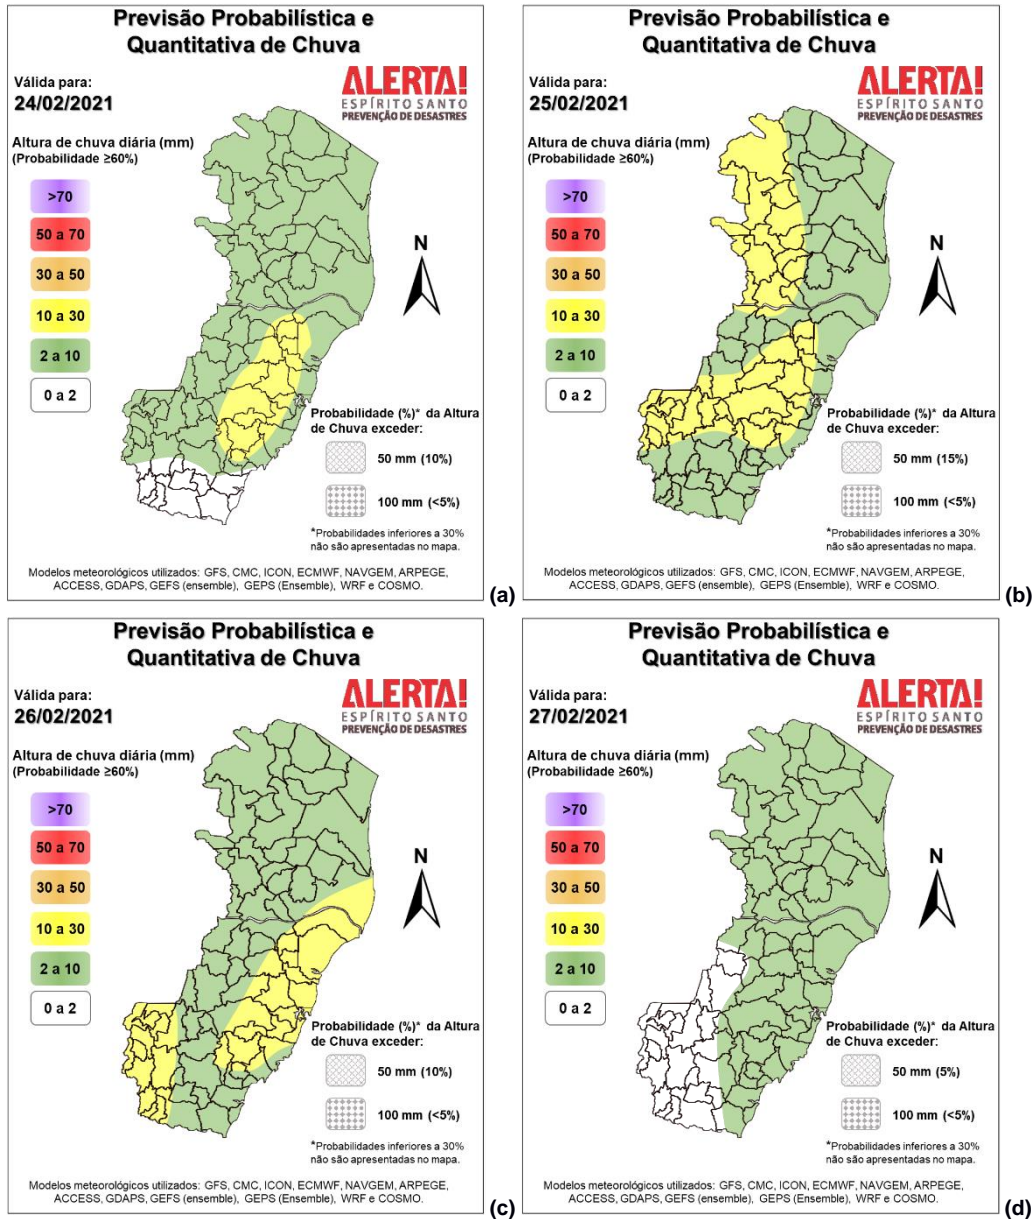 Previsão Probabilística e
Quantitativa de Chuva
Válida para:
24/02/2021
ALERTA!
ESPÍRITO SANTO
PREVENÇÃO DE DESASTRES
Altura de chuva diária (mm)
(Probabilidade ≥60%)
>70
50 a 70
30 a 50
10 a 30
2 a 10
0 a 2
N
Probabilidade (%)* da Altura
de Chuva exceder:
50 mm (10%)
100 mm (<5%)
*Probabilidades inferiores a 30%
não são apresentadas no mapa.
Modelos meteorológicos utilizados: GFS, CMC, ICON, ECMWF, NAVGEM, ARPEGE,
ACCESS, GDAPS, GEFS (ensemble), GEPS (Ensemble), WRF e COSMO.
(a)
Previsão Probabilística e
Quantitativa de Chuva
Válida para:
25/02/2021
ALERTA!
ESPÍRITO SANTO
PREVENÇÃO DE DESASTRES
Altura de chuva diária (mm)
(Probabilidade ≥60%)
>70
50 a 70
30 a 50
10 a 30
2 a 10
0 a 2
N
Probabilidade (%)* da Altura
de Chuva exceder:
50 mm (15%)
100 mm (<5%)
*Probabilidades inferiores a 30%
não são apresentadas no mapa.
Modelos meteorológicos utilizados: GFS, CMC, ICON, ECMWF, NAVGEM, ARPEGE,
ACCESS, GDAPS, GEFS (ensemble), GEPS (Ensemble), WRF e COSMO.
(b)
Previsão Probabilística e
Quantitativa de Chuva
Válida para:
26/02/2021
ALERTA!
ESPÍRITO SANTO
PREVENÇÃO DE DESASTRES
Altura de chuva diária (mm)
(Probabilidade ≥60%)
>70
50 a 70
30 a 50
10 a 30
2 a 10
0 a 2
N
Probabilidade (%)* da Altura
de Chuva exceder:
50 mm (10%)
100 mm (<5%)
*Probabilidades inferiores a 30%
não são apresentadas no mapa.
Modelos meteorológicos utilizados: GFS, CMC, ICON, ECMWF, NAVGEM, ARPEGE,
ACCESS, GDAPS, GEFS (ensemble), GEPS (Ensemble), WRF e COSMO.
(c)
Previsão Probabilística e
Quantitativa de Chuva
Válida para:
27/02/2021
ALERTA!
ESPÍRITO SANTO
PREVENÇÃO DE DESASTRES
Altura de chuva diária (mm)
(Probabilidade ≥60%)
>70
50 a 70
30 a 50
10 a 30
2 a 10
0 a 2
N
Probabilidade (%)* da Altura
de Chuva exceder:
50 mm (5%)
100 mm (<5%)
*Probabilidades inferiores a 30%
não são apresentadas no mapa.
Modelos meteorológicos utilizados: GFS, CMC, ICON, ECMWF, NAVGEM, ARPEGE,
ACCESS, GDAPS, GEFS (ensemble), GEPS (Ensemble), WRF e COSMO.
(d)